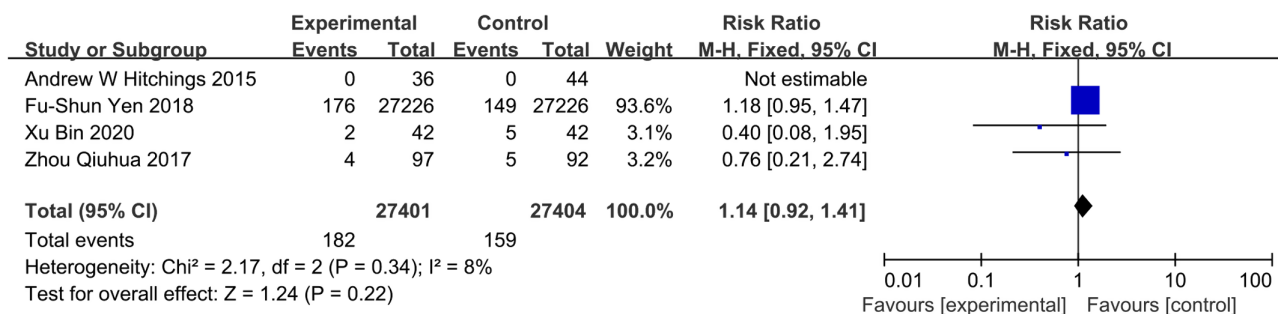 Experimental Control Risk Ratio Risk Ratio
Study or Subgroup Events Total Events Total Weight M-H, Fixed, 95% CI M-H, Fixed, 95% CI
Andrew W Hitchings 2015 0 36 0 44 Not estimable
Fu-Shun Yen 2018 176 27226 149 27226 93.6% 1.18 [0.95, 1.47]
Xu Bin 2020 2 42 5 42 3.1% 0.40 [0.08, 1.95]
Zhou Qiuhua 2017 4 97 5 92 3.2% 0.76 [0.21, 2.74]
Total (95% CI) 27401 27404 100.0% 1.14 [0.92, 1.41]
Total events 182 159
Heterogeneity: Chi² = 2.17, df = 2 (P = 0.34); I² = 8%
Test for overall effect: Z = 1.24 (P = 0.22)
0.01 0.1 1 10 100
Favours [experimental] Favours [control]